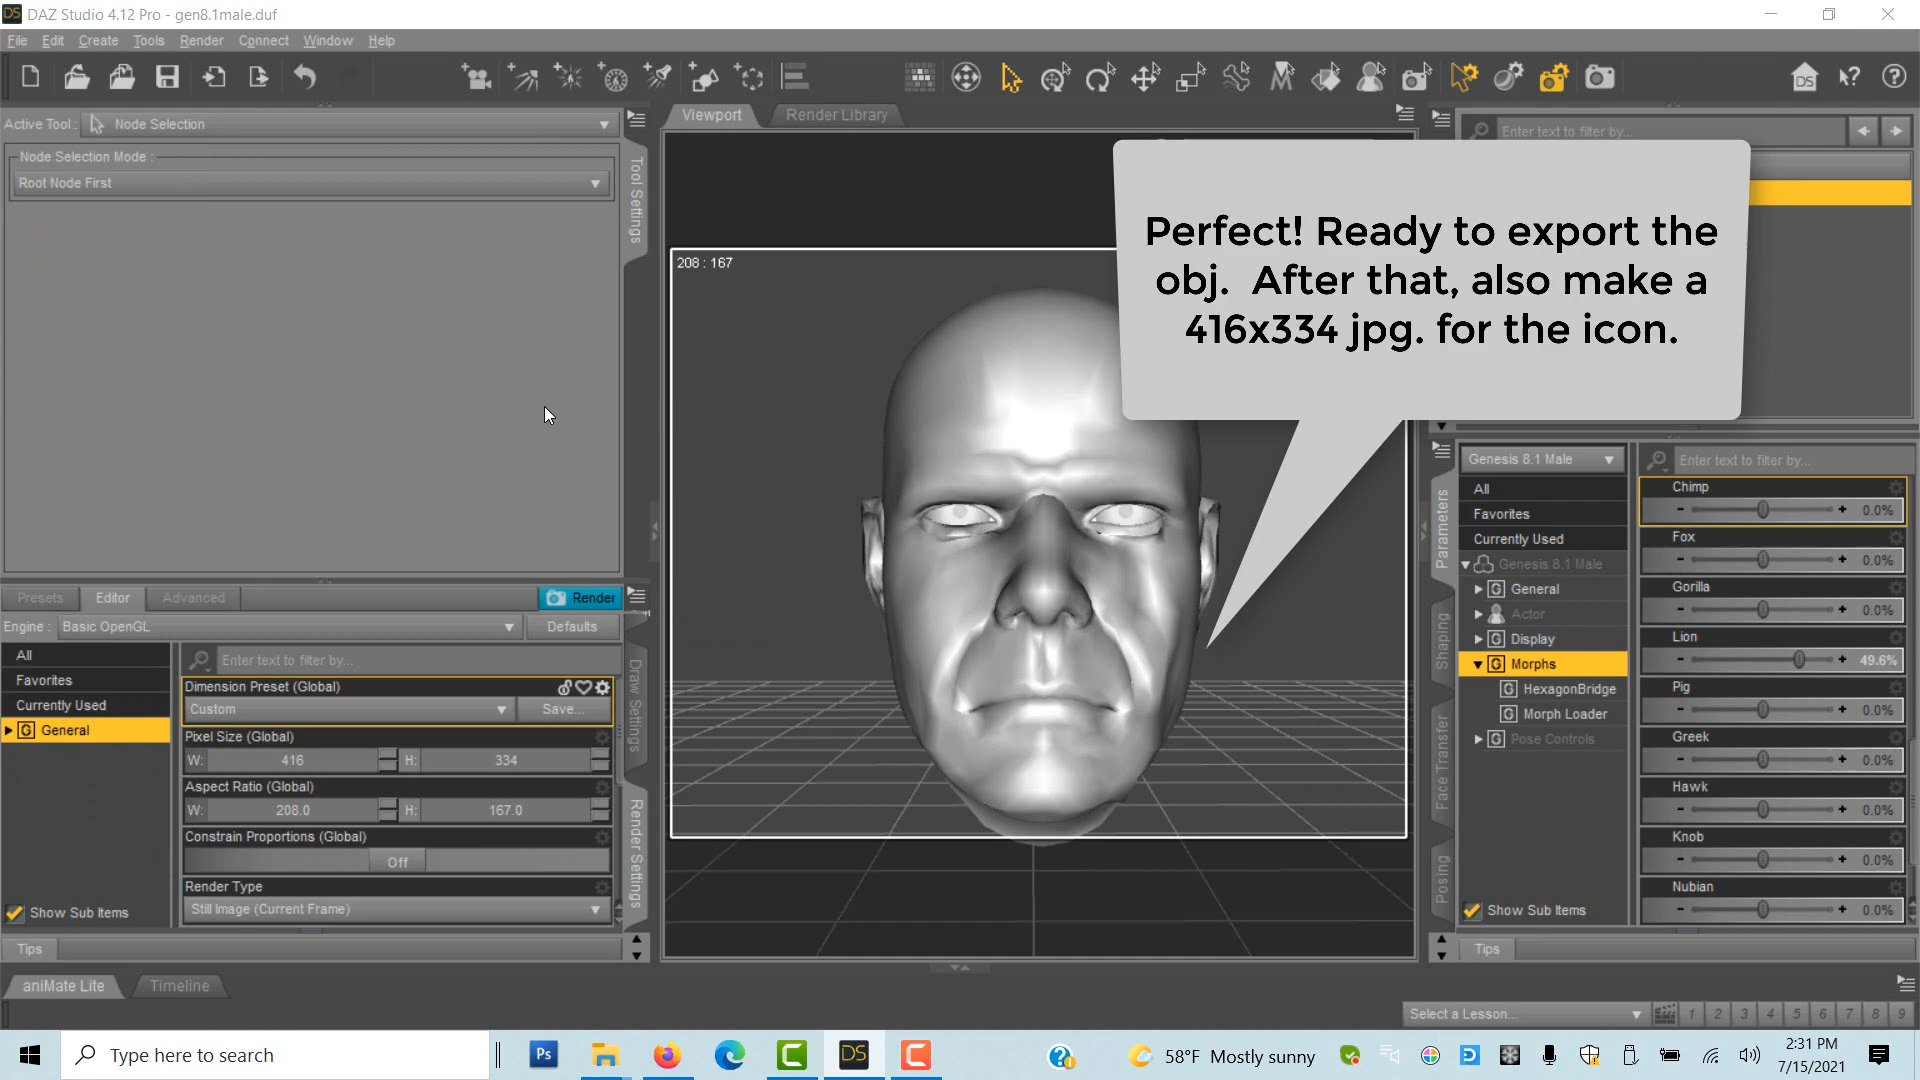 DAZ Studio 4.12 Pro - gen8.1male.duf
File Edit Create Tools Render Connect Window Help
Active Tool : Node Selection
Node Selection Mode :
Root Node First
Tool Settings
Viewport Render Library
208 : 167
Perfect! Ready to export the
obj. After that, also make a
416x334 jpg. for the icon.
Enter text to filter by...
Presets Editor Advanced Render
Engine : Basic OpenGL Defaults
All
Favorites
Currently Used
General
Show Sub Items
Enter text to filter by...
Dimension Preset (Global)
Custom Save...
Pixel Size (Global)
W: 416 H: 334
Aspect Ratio (Global)
W: 208.0 H: 167.0
Constrain Proportions (Global)
Off
Render Type
Still Image (Current Frame)
Draw Settings
Render Settings
Tips
Parameters
Shaping
Face Transfer
Posing
Genesis 8.1 Male
All
Favorites
Currently Used
Genesis 8.1 Male
General
Actor
Display
Morphs
HexagonBridge
Morph Loader
Pose Controls
Show Sub Items
Enter text to filter by...
Chimp
- + 0.0%
Fox
- + 0.0%
Gorilla
- + 0.0%
Lion
- + 49.6%
Pig
- + 0.0%
Greek
- + 0.0%
Hawk
- + 0.0%
Knob
- + 0.0%
Nubian
- + 0.0%
Tips
aniMate Lite Timeline
Select a Lesson... 1 2 3 4 5 6 7 8 9
Type here to search
Ps
DS
58°F Mostly sunny
2:31 PM
7/15/2021